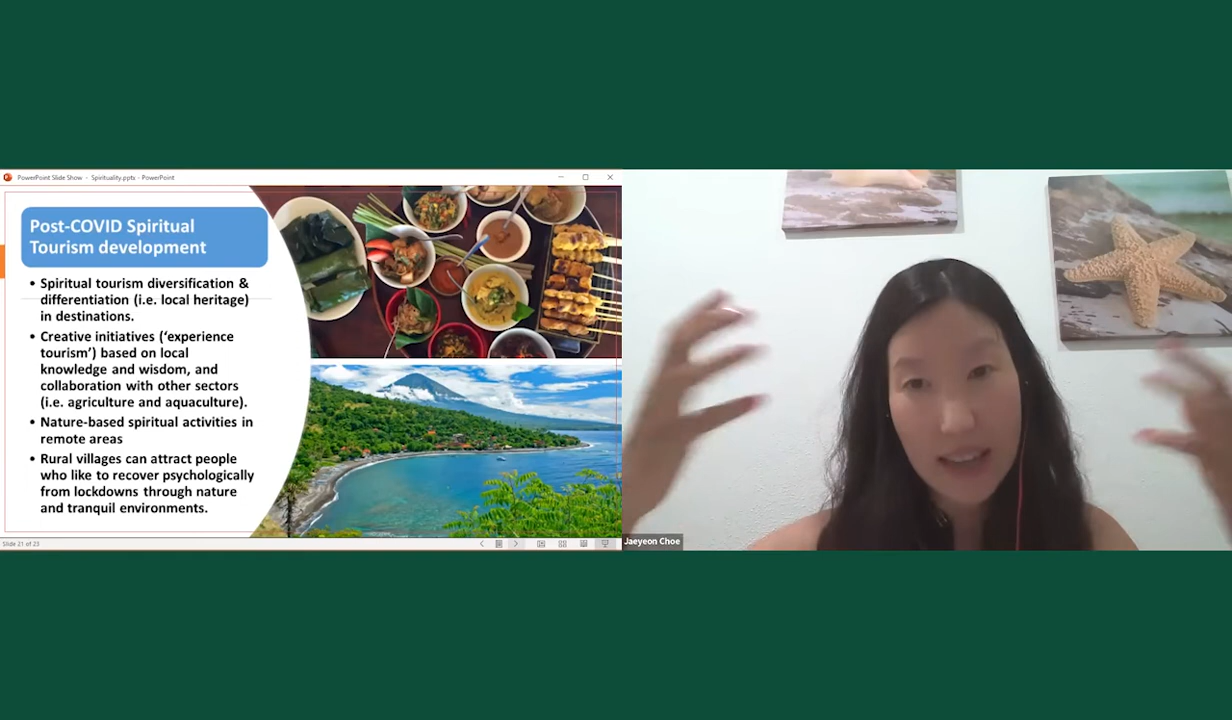 PowerPoint Slide Show - Spirituality.pptx - PowerPoint
Post-COVID Spiritual
Tourism development
• Spiritual tourism diversification &
differentiation (i.e. local heritage)
in destinations.
• Creative initiatives (‘experience
tourism’) based on local
knowledge and wisdom, and
collaboration with other sectors
(i.e. agriculture and aquaculture).
• Nature-based spiritual activities in
remote areas
• Rural villages can attract people
who like to recover psychologically
from lockdowns through nature
and tranquil environments.
Slide 21 of 23
Jaeyeon Choe